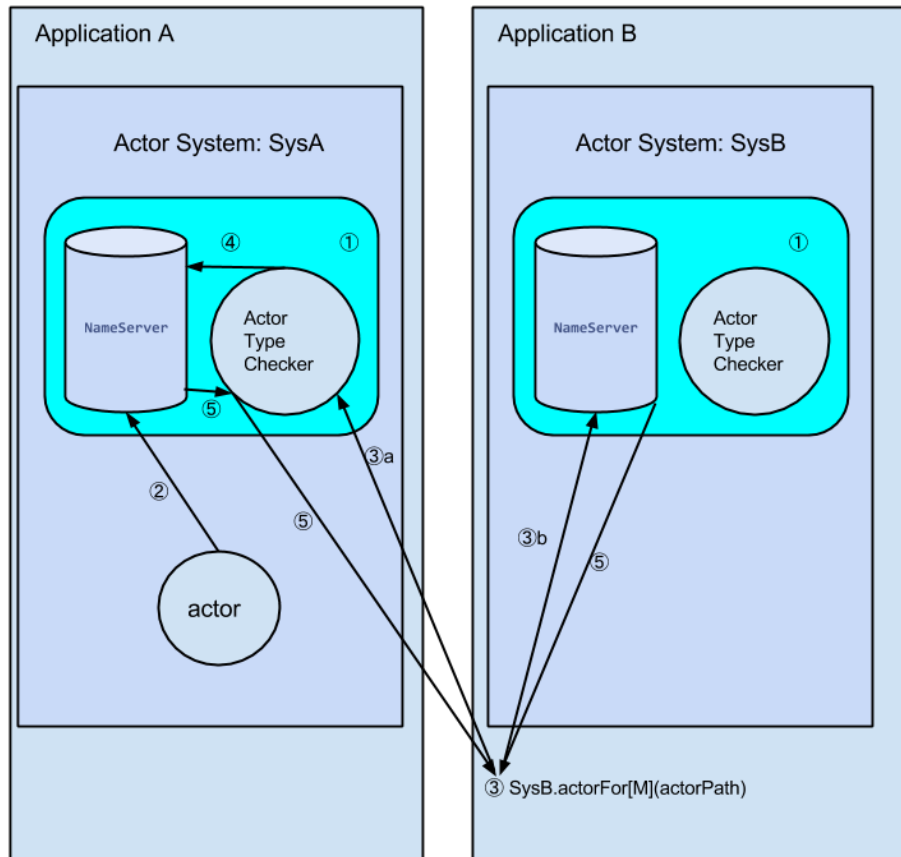 Application A
Actor System: SysA
④
①
NameServer
Actor
Type
Checker
⑤
③a
②
⑤
actor
Application B
Actor System: SysB
①
NameServer
Actor
Type
Checker
③b
⑤
③ SysB.actorFor[M](actorPath)